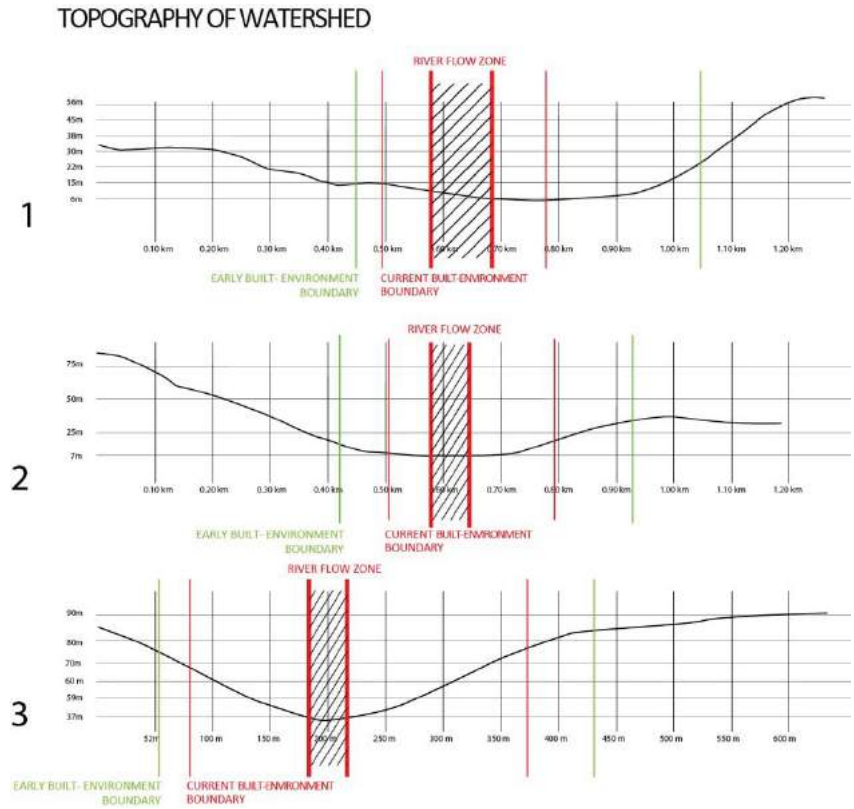 TOPOGRAPHY OF WATERSHED
RIVER FLOW ZONE
56m
45m
38m
30m
22m
15m
6m
1
0.10 km 0.20 km 0.30 km 0.40 km 0.50 km 0.60 km 0.70 km 0.80 km 0.90 km 1.00 km 1.10 km 1.20 km
EARLY BUILT- ENVIRONMENT
BOUNDARY
CURRENT BUILT-ENVIRONMENT
BOUNDARY
RIVER FLOW ZONE
75m
50m
25m
7m
2
0.10 km 0.20 km 0.30 km 0.40 km 0.50 km 0.60 km 0.70 km 0.80 km 0.90 km 1.00 km 1.10 km 1.20 km
EARLY BUILT- ENVIRONMENT
BOUNDARY
CURRENT BUILT-ENVIRONMENT
BOUNDARY
RIVER FLOW ZONE
90m
80m
70m
60 m
59m
37m
3
52m 100 m 150 m 200 m 250 m 300 m 350 m 400 m 450 m 500 m 550 m 600 m
EARLY BUILT- ENVIRONMENT
BOUNDARY
CURRENT BUILT-ENVIRONMENT
BOUNDARY